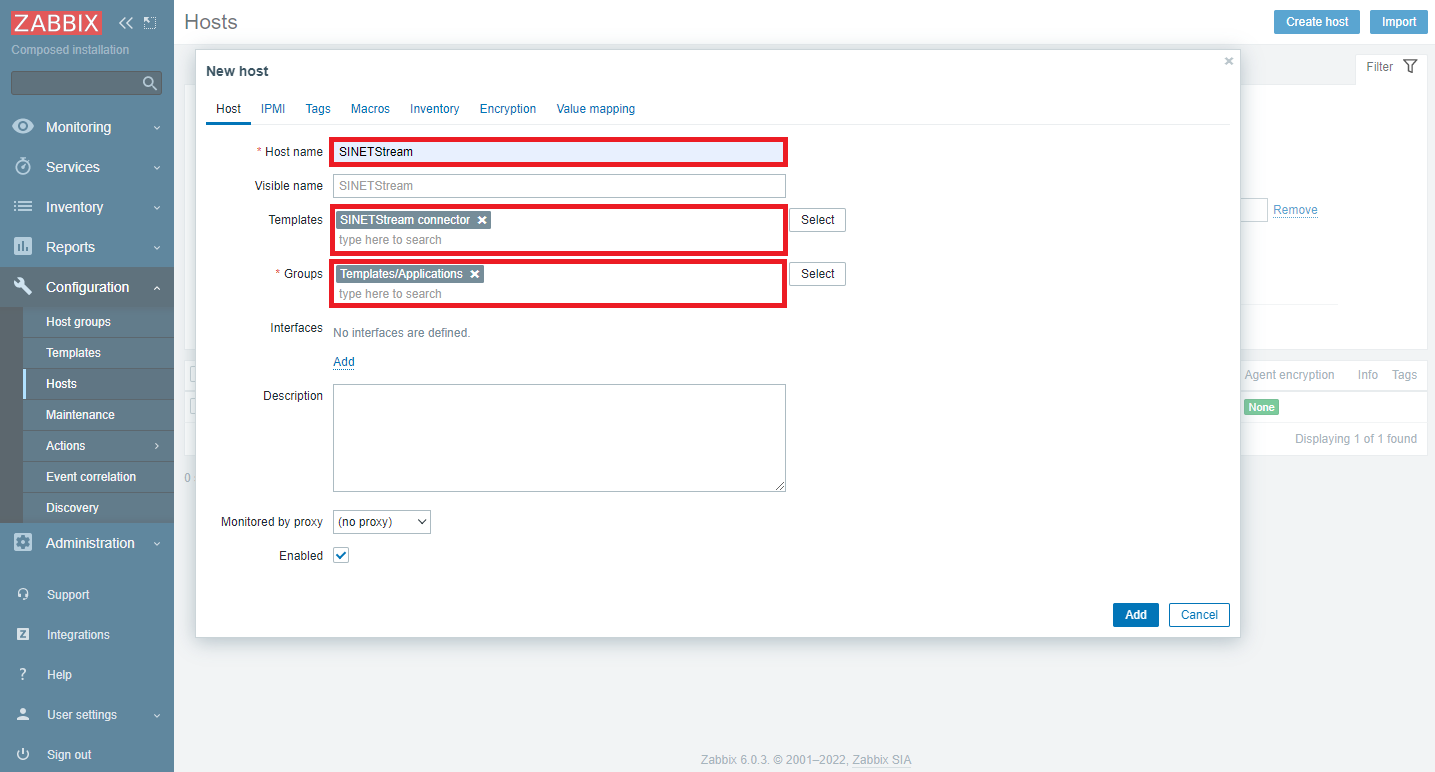 ZABBIX
Composed installation
Monitoring
Services
Inventory
Reports
Configuration
Host groups
Templates
Hosts
Maintenance
Actions
Event correlation
Discovery
Administration
Support
Z Integrations
? Help
User settings
Sign out
Hosts
Create host Import
Filter
New host
Host IPMI Tags Macros Inventory Encryption Value mapping
* Host name SINETStream
Visible name SINETStream
Templates SINETStream connector Select
type here to search
* Groups Templates/Applications Select
type here to search
Interfaces No interfaces are defined.
Add
Description
Monitored by proxy (no proxy)
Enabled
Add Cancel
Remove
Agent encryption Info Tags
None
Displaying 1 of 1 found
0
Zabbix 6.0.3. © 2001–2022, Zabbix SIA